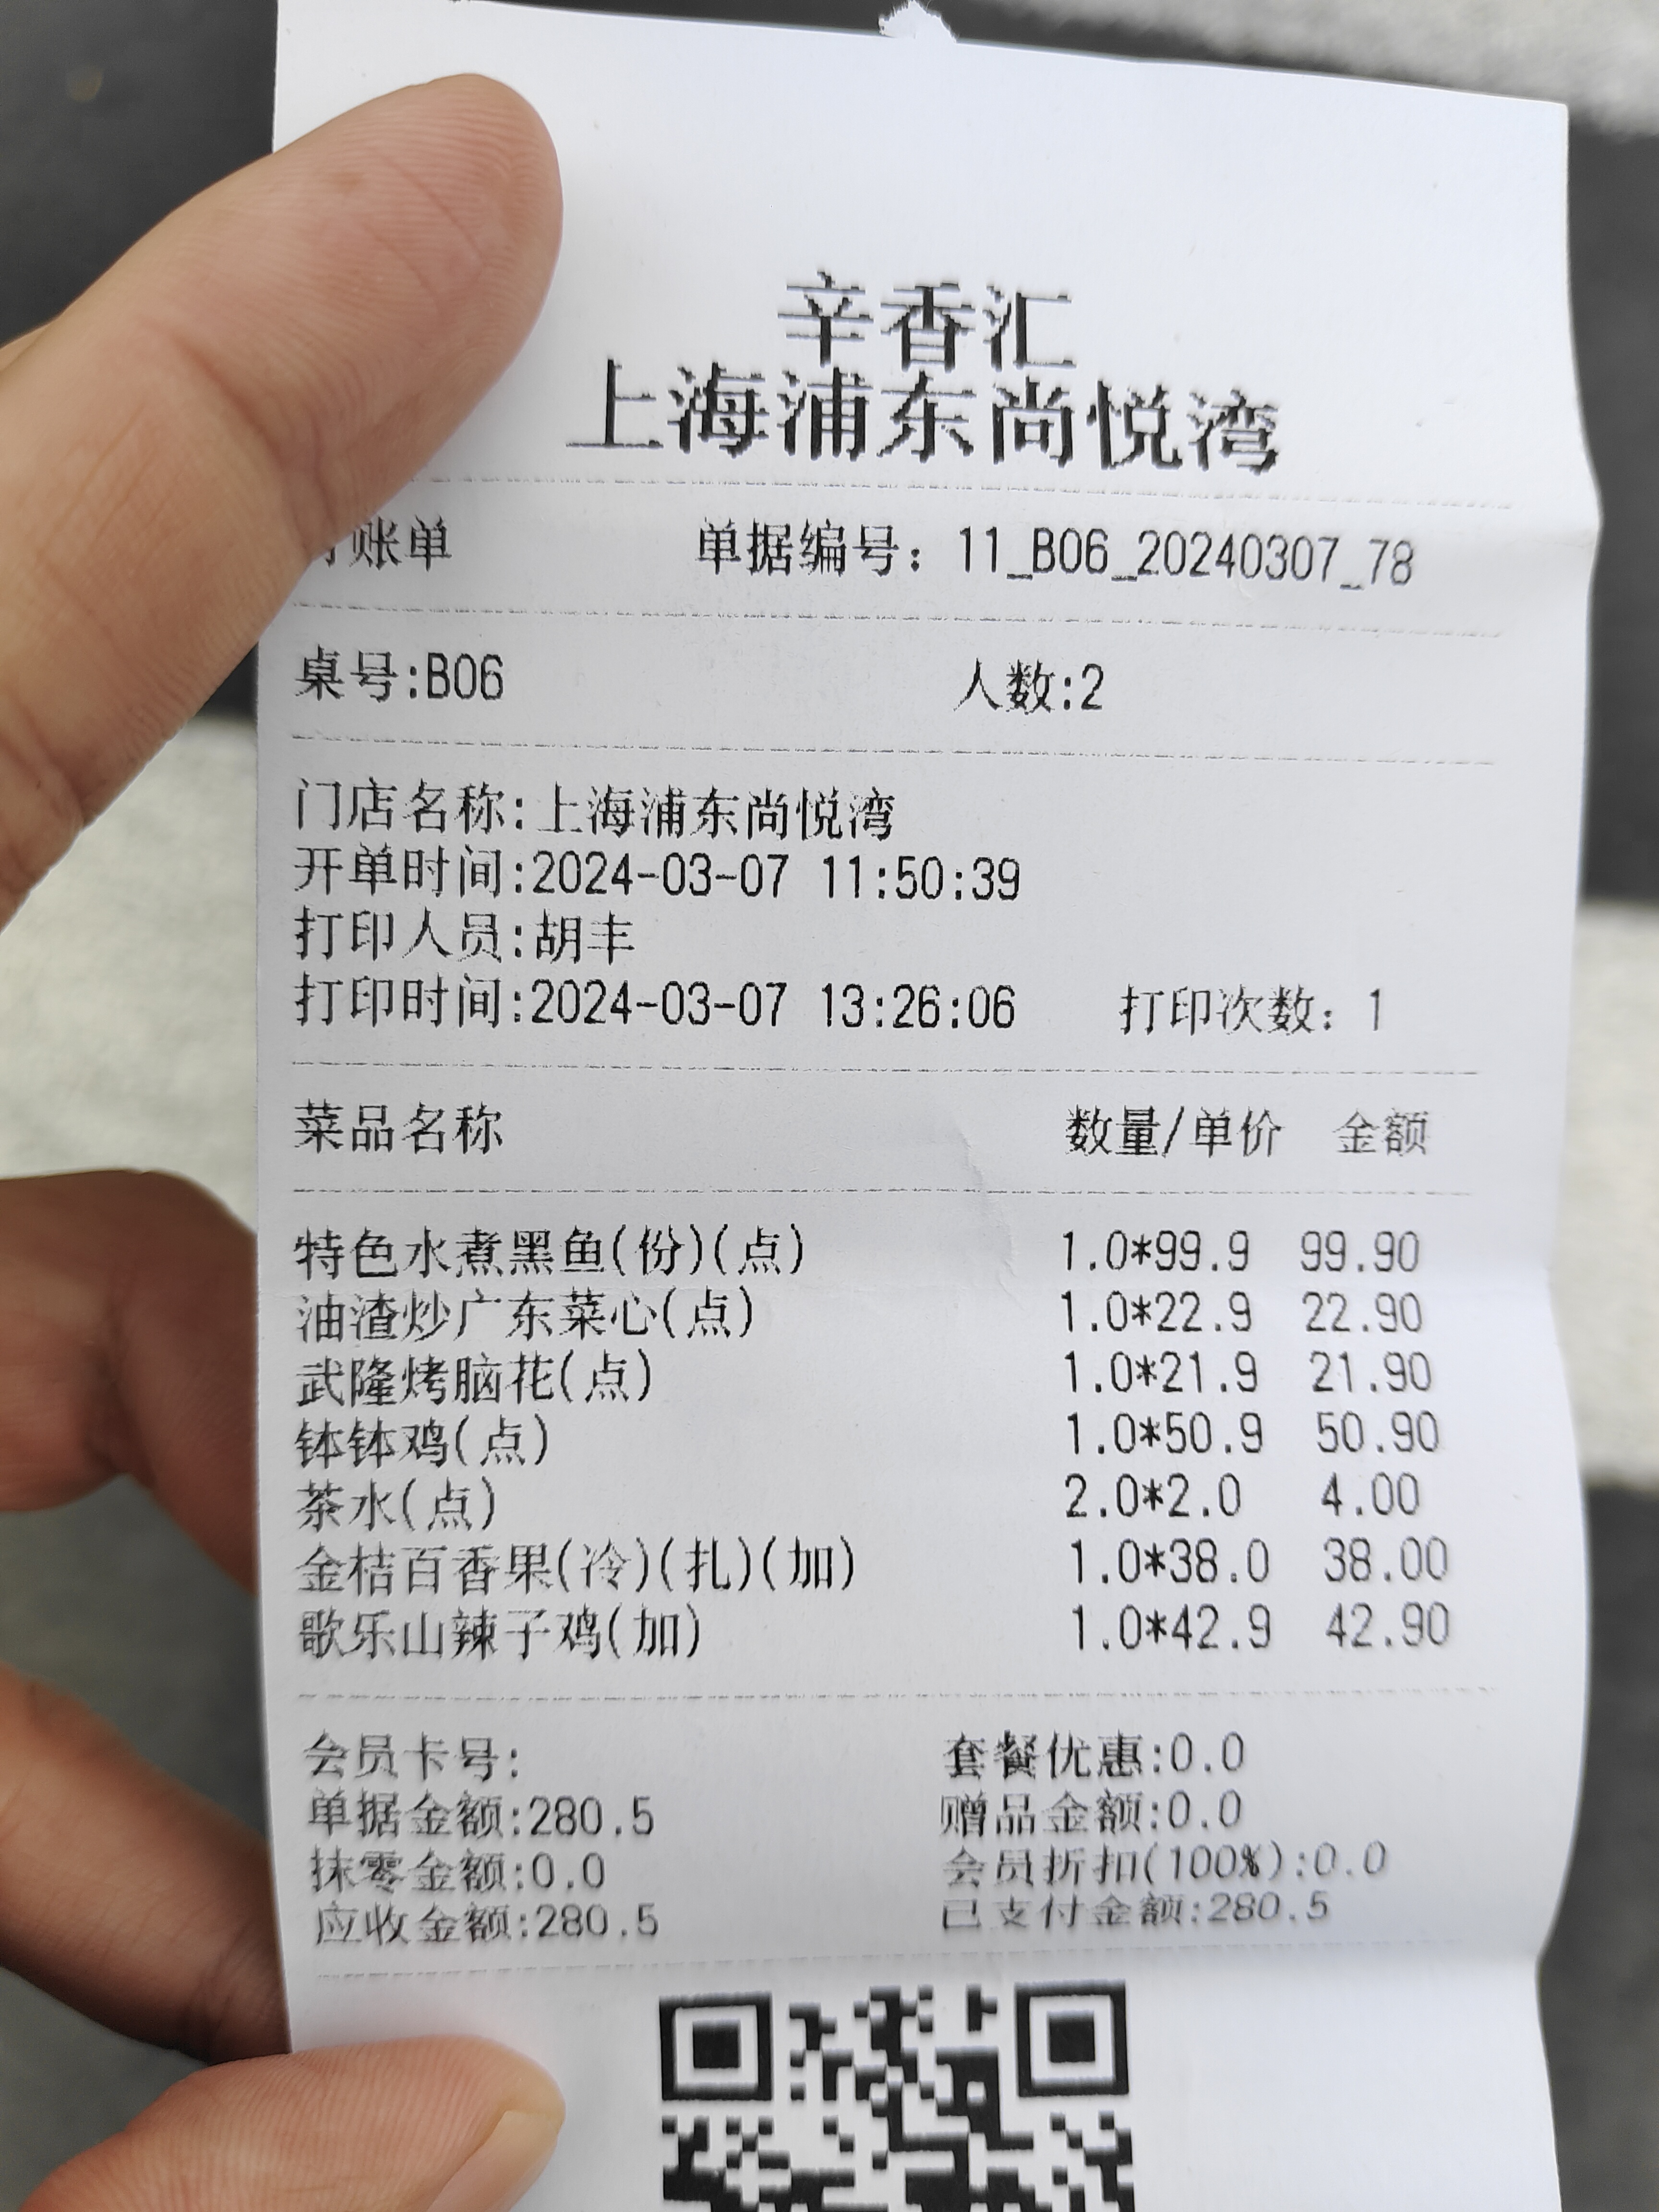 辛香汇
上海浦东尚悦湾
账单 单据编号: 11_B06_20240307_78
桌号:B06 人数:2
门店名称:上海浦东尚悦湾
开单时间:2024-03-07 11:50:39
打印人员:胡丰
打印时间:2024-03-07 13:26:06 打印次数: 1
菜品名称 数量/单价 金额
特色水煮黑鱼(份)(点) 1.0*99.9 99.90
油渣炒广东菜心(点) 1.0*22.9 22.90
武隆烤脑花(点) 1.0*21.9 21.90
钵钵鸡(点) 1.0*50.9 50.90
茶水(点) 2.0*2.0 4.00
金桔百香果(冷)(扎)(加) 1.0*38.0 38.00
歌乐山辣子鸡(加) 1.0*42.9 42.90
会员卡号: 套餐优惠:0.0
单据金额:280.5 赠品金额:0.0
抹零金额:0.0 会员折扣(100%):0.0
应收金额:280.5 已支付金额:280.5